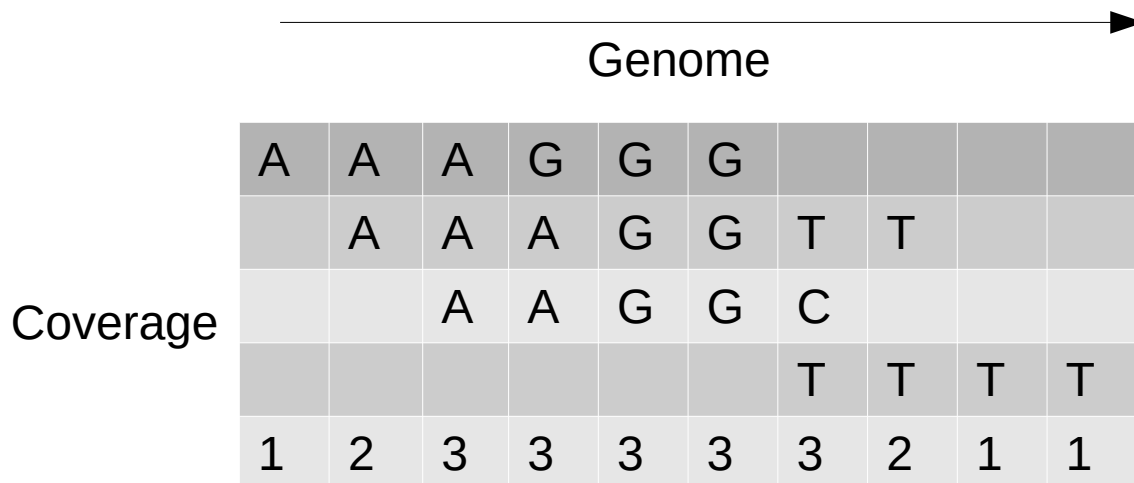 Genome
A A A G G G
A A A G G T T
Coverage
A A G G C
T T T T
1 2 3 3 3 3 3 2 1 1